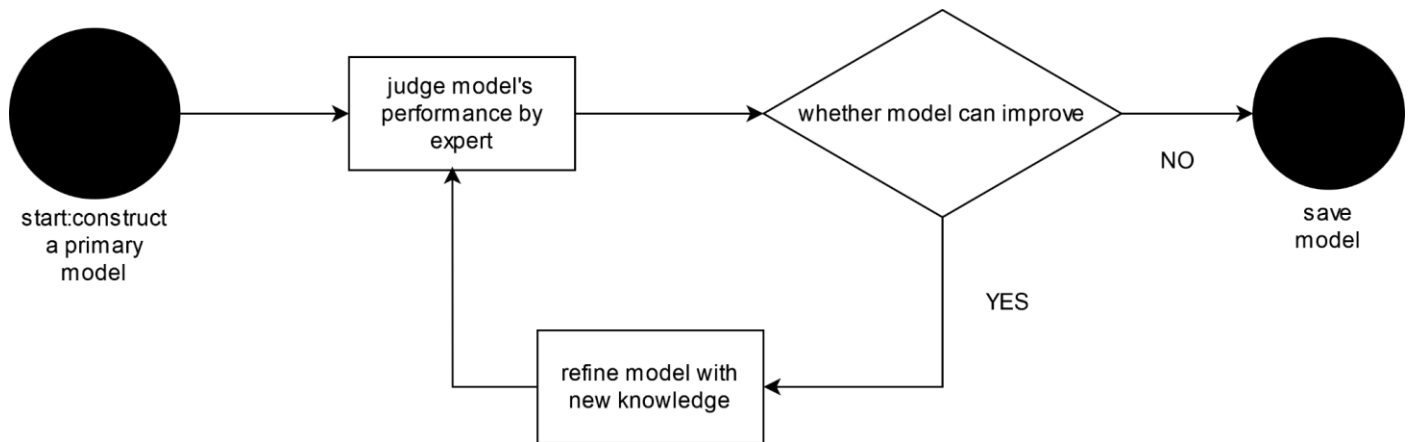 start:construct
a primary
model
judge model's
performance by
expert
whether model can improve
NO
save
model
YES
refine model with
new knowledge